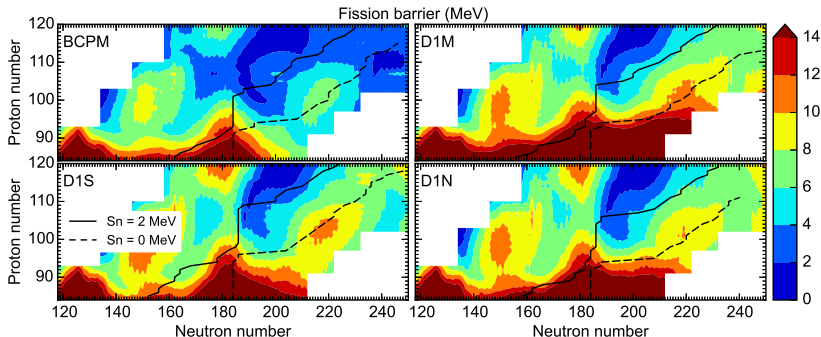 Fission barrier (MeV)
BCPM
D1M
D1S
D1N
Sn = 2 MeV
Sn = 0 MeV
Proton number
120
110
100
90
Proton number
120
110
100
90
120 140 160 180 200 220 240
120 140 160 180 200 220 240
Neutron number
Neutron number
14
12
10
8
6
4
2
0